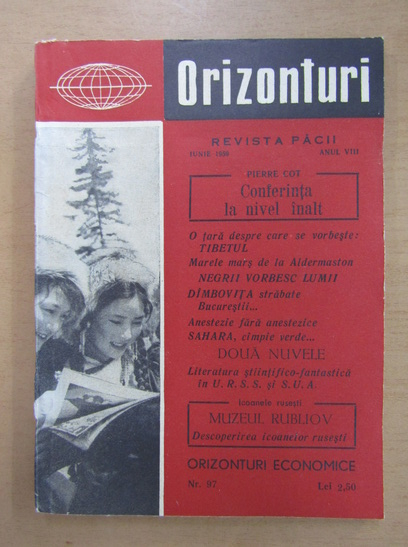 Orizonturi
REVISTA PĂCII
IUNIE 1959 ANUL VIII
PIERRE COT
Conferința
la nivel înalt
O țară despre care se vorbește:
TIBETUL
Marele marș de la Aldermaston
NEGRII VORBESC LUMII
DÎMBOVIȚA străbate
Bucureștii...
Anestezie fără anestezice
SAHARA, cîmpie verde...
DOUĂ NUVELE
Literatura științifico-fantastică
în U.R.S.S. și S.U.A.
Icoanele rusești
MUZEUL RUBLIOV
Descoperirea icoanelor rusești
ORIZONTURI ECONOMICE
Nr. 97 Lei 2,50